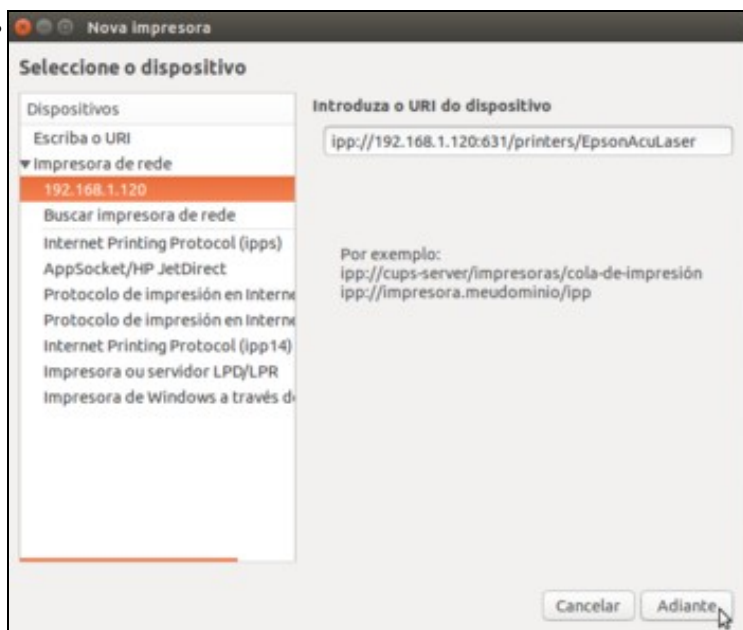 Nova impresora
Seleccione o dispositivo
Dispositivos
Escriba o URI
Impresora de rede
192.168.1.120
Buscar impresora de rede
Internet Printing Protocol (ipps)
AppSocket/HP JetDirect
Protocolo de impresión en Interne
Protocolo de impresión en Interne
Internet Printing Protocol (ipp14)
Impresora ou servidor LPD/LPR
Impresora de Windows a través d
Introduza o URI do dispositivo
ipp://192.168.1.120:631/printers/EpsonAcuLaser
Por exemplo:
ipp://cups-server/impresoras/cola-de-impresión
ipp://impresora.meudominio/ipp
Cancelar
Adiante